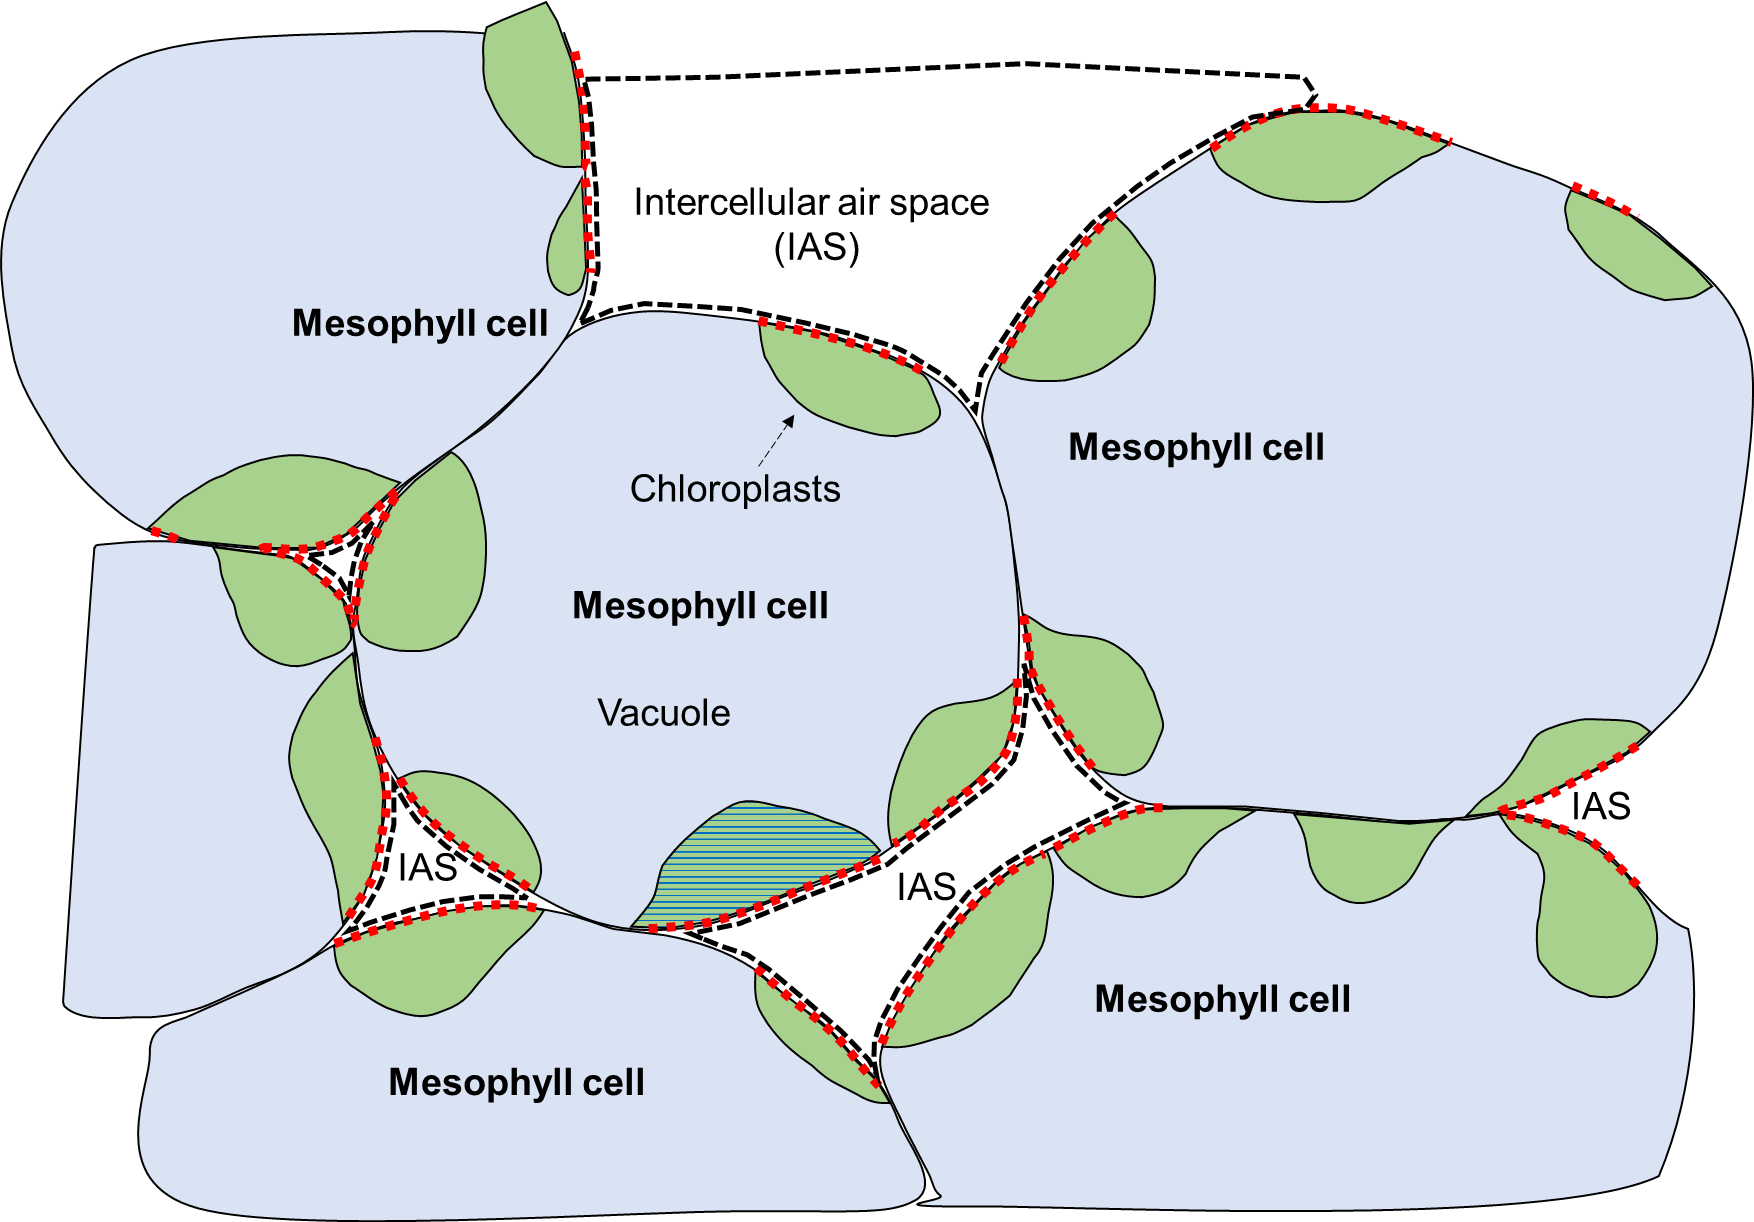 Intercellular air space
(IAS)
Mesophyll cell
Mesophyll cell
Chloroplasts
Mesophyll cell
Vacuole
IAS
IAS
IAS
Mesophyll cell
Mesophyll cell